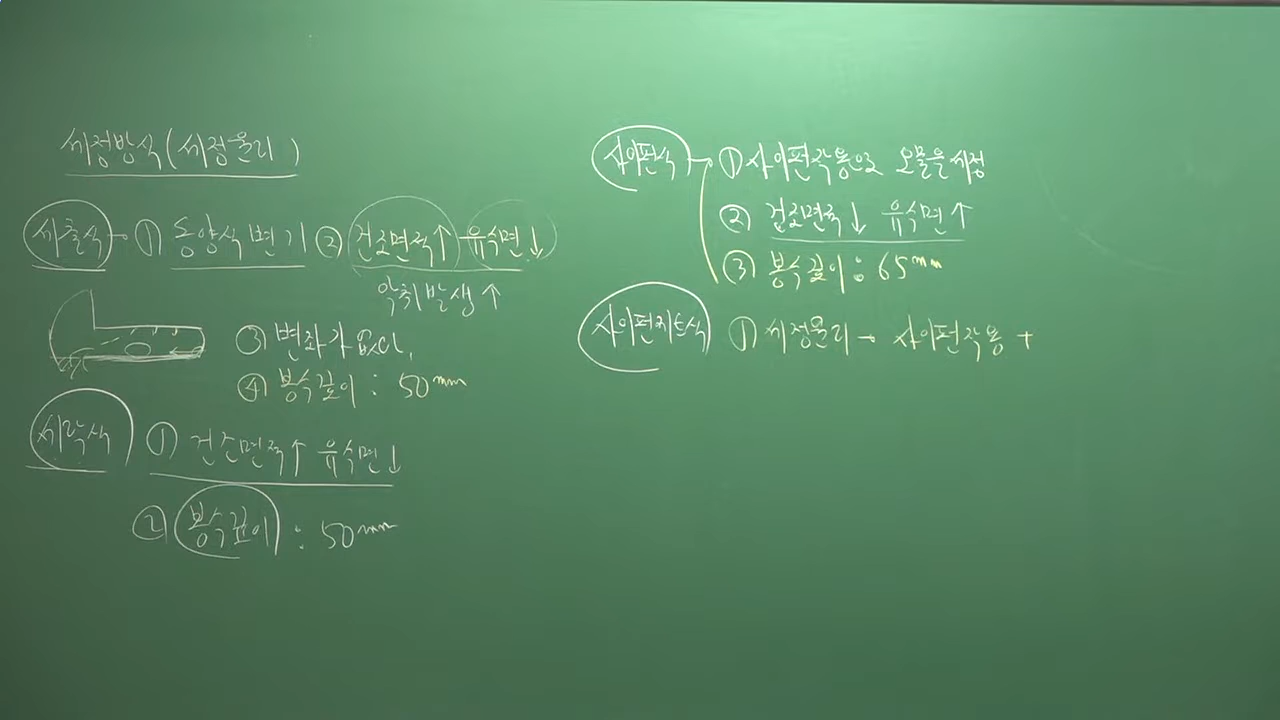 세정방식 (세정물리)
세출식 → ① 동양식 변기 ② 건조면적↑ 유수면↓
악취발생↑
③ 변화가 없다.
④ 봉수깊이 : 50mm
세락식 ① 건조면적↑ 유수면↓
② 봉수깊이 : 50mm
사이펀식 → ① 사이펀작용으로 오물을 세정
② 건조면적↓ 유수면↑
③ 봉수깊이 : 65mm
사이펀제트식 ① 세정물리 → 사이펀작용 +